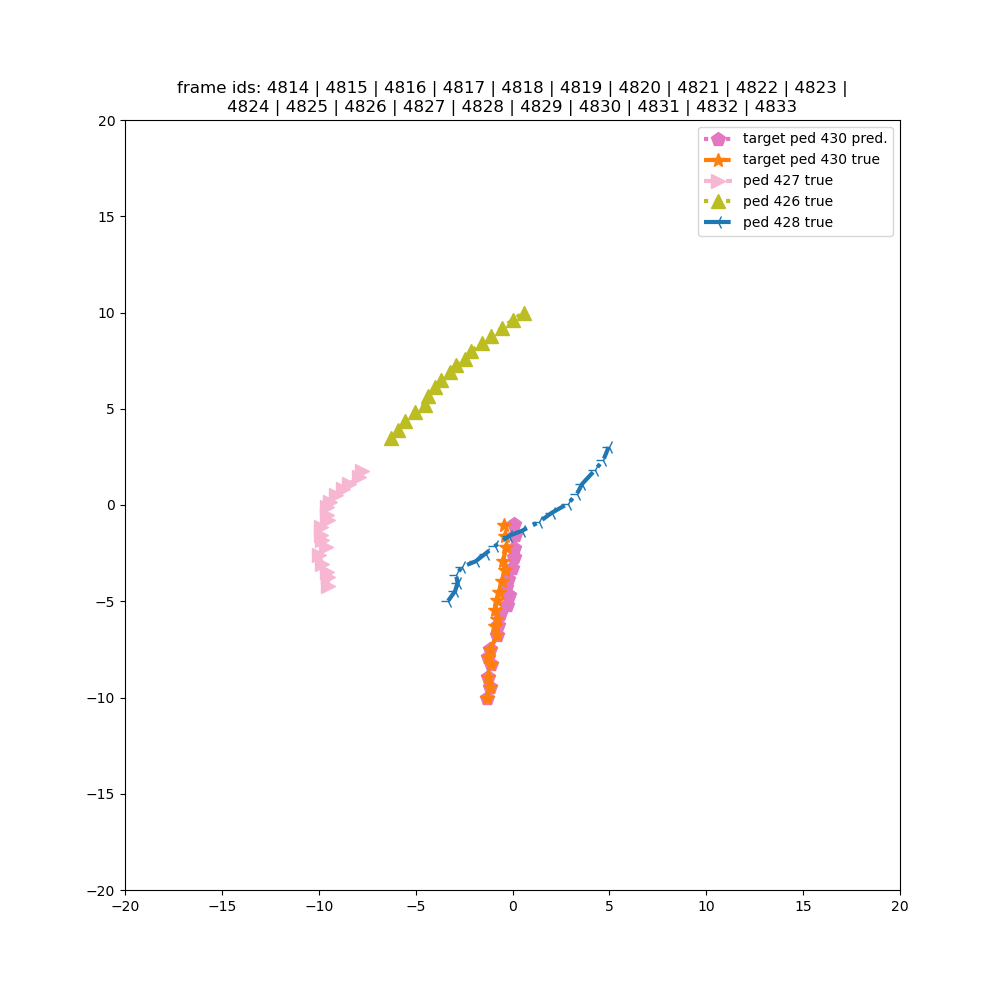 frame ids: 4814 | 4815 | 4816 | 4817 | 4818 | 4819 | 4820 | 4821 | 4822 | 4823 |
4824 | 4825 | 4826 | 4827 | 4828 | 4829 | 4830 | 4831 | 4832 | 4833
20
15
10
5
0
−5
−10
−15
−20
target ped 430 pred.
target ped 430 true
ped 427 true
ped 426 true
ped 428 true
−20 −15 −10 −5 0 5 10 15 20